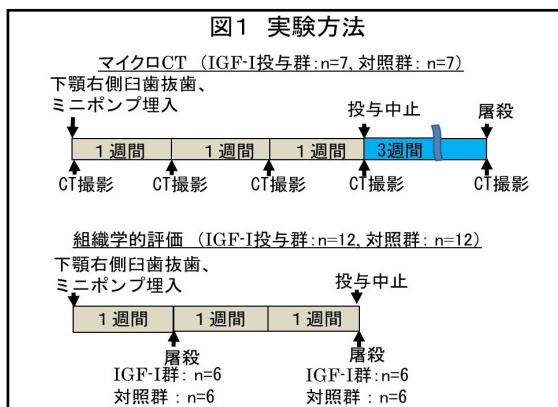 図1 実験方法
マイクロCT (IGF-I投与群:n=7, 対照群: n=7)
下顎右側臼歯抜歯、
ミニポンプ埋入
投与中止
屠殺
1週間 1週間 1週間 3週間
CT撮影 CT撮影 CT撮影 CT撮影 CT撮影
組織学的評価 (IGF-I投与群:n=12, 対照群: n=12)
下顎右側臼歯抜歯、
ミニポンプ埋入
投与中止
1週間 1週間 1週間
屠殺 屠殺
IGF-I群: n=6 IGF-I群: n=6
対照群 : n=6 対照群 : n=6